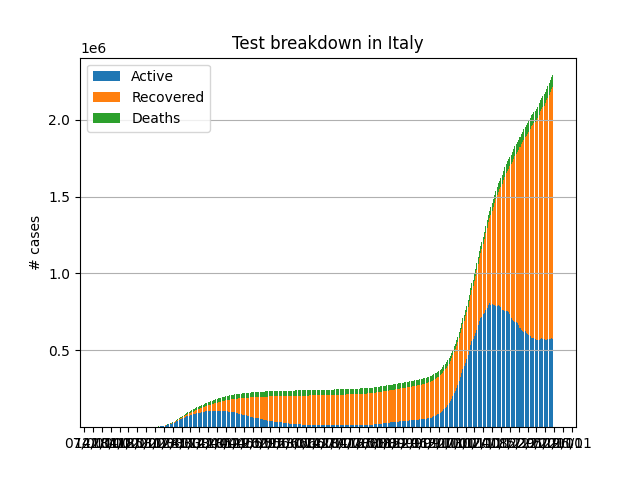 Test breakdown in Italy
1e6
Active
Recovered
Deaths
2.0
1.5
1.0
0.5
# cases